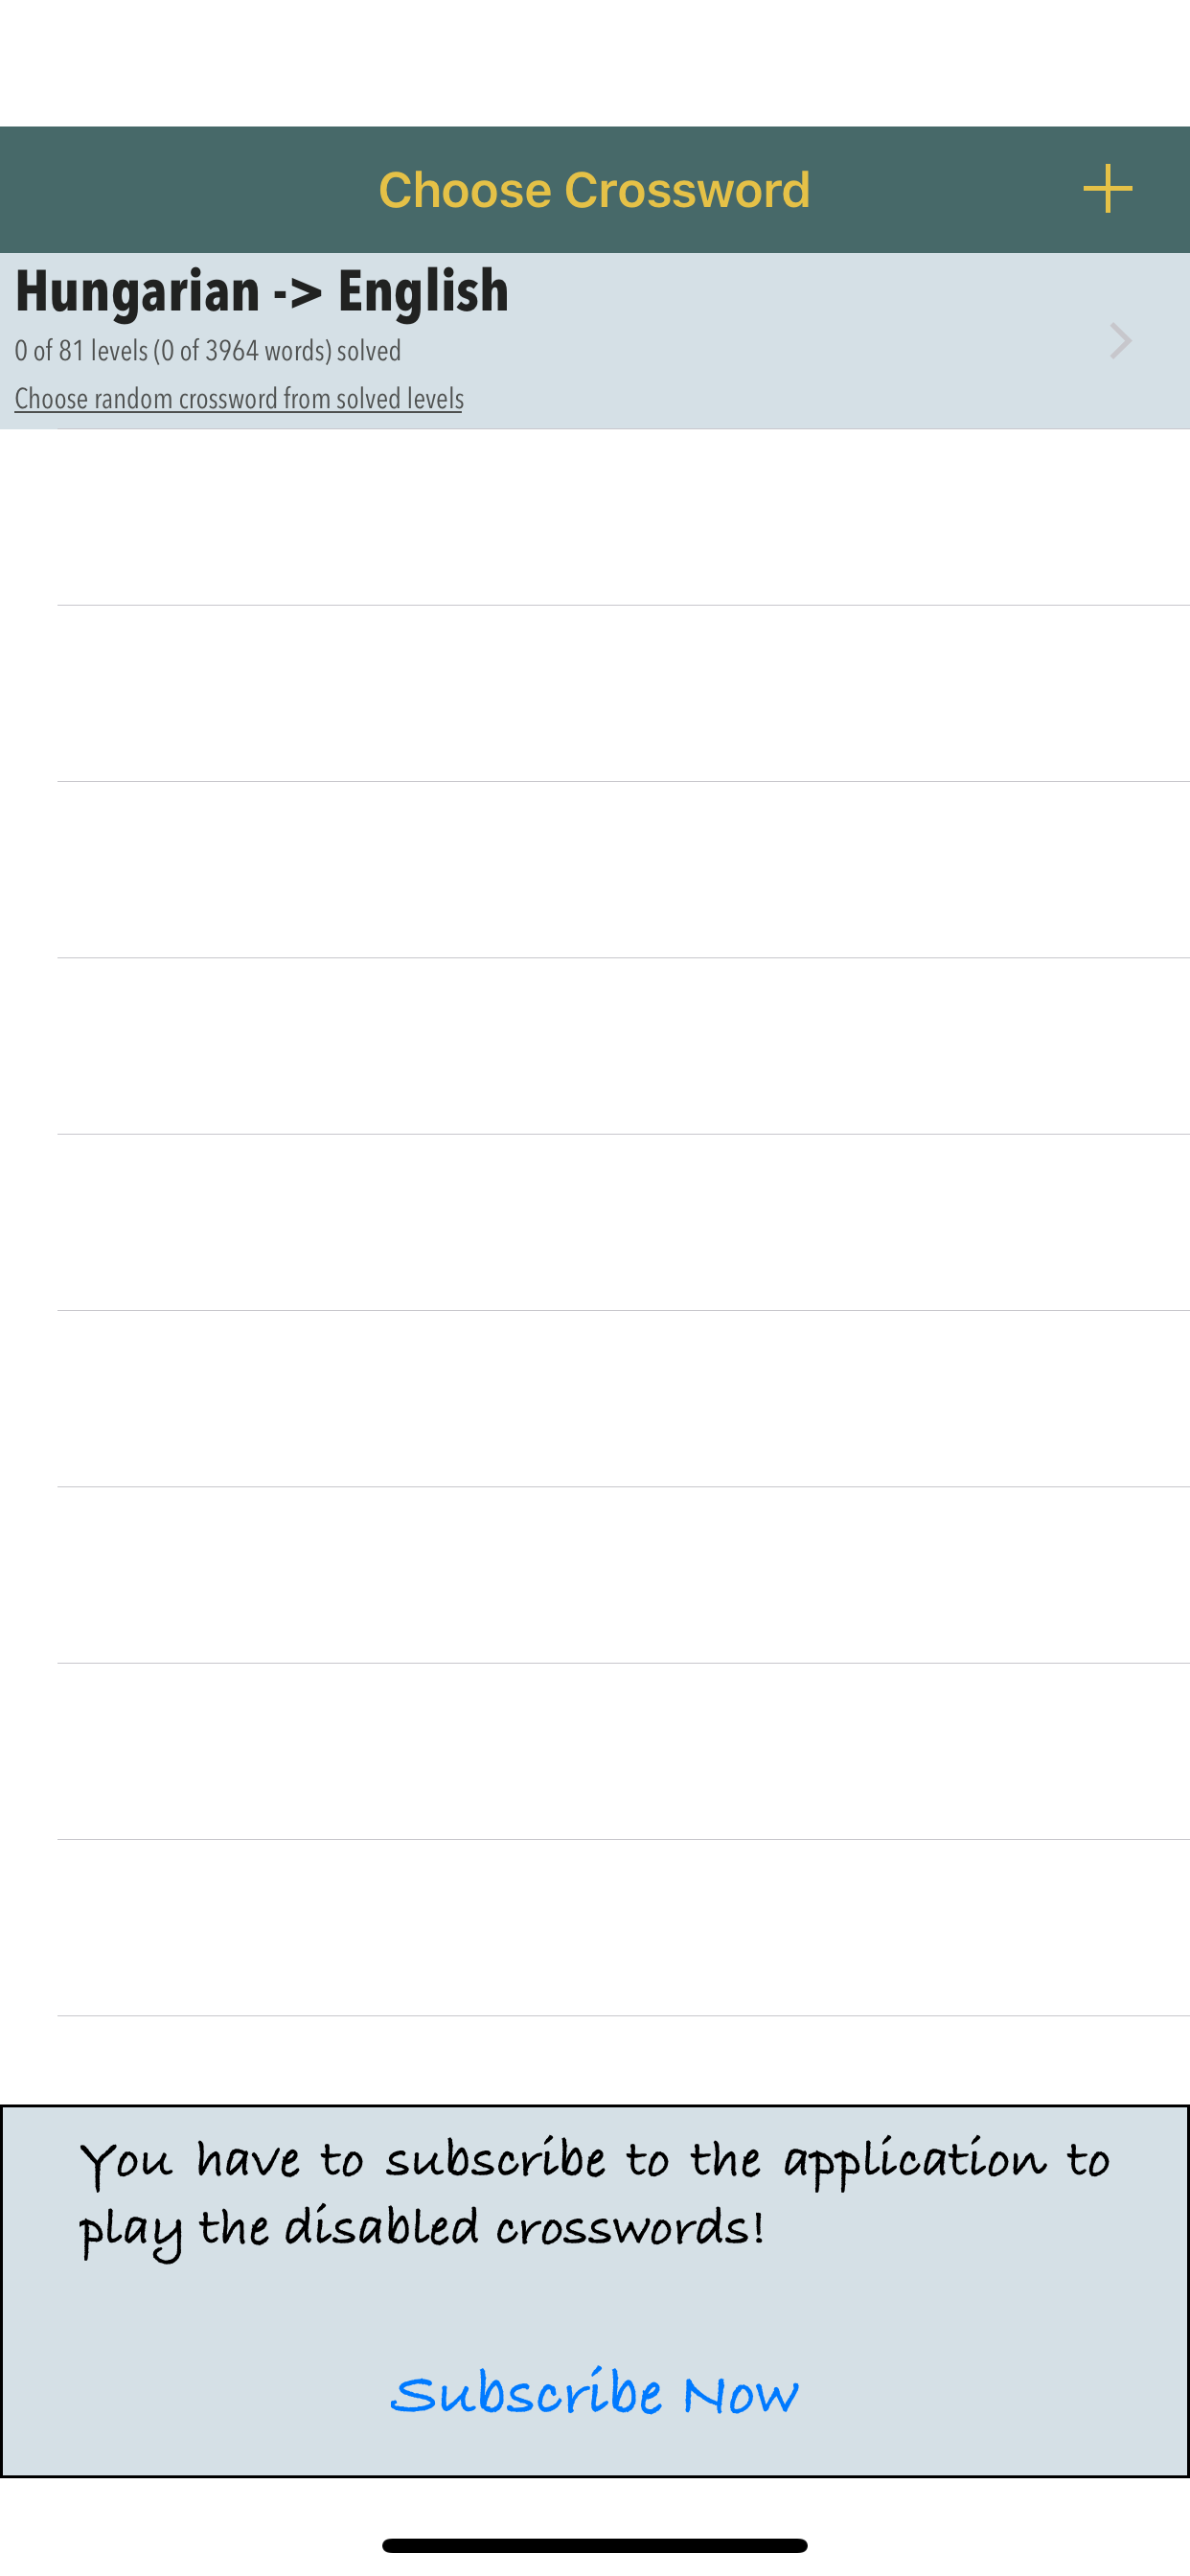 Choose Crossword
Hungarian -> English
0 of 81 levels (0 of 3964 words) solved
Choose random crossword from solved levels
You have to subscribe to the application to
play the disabled crosswords!
Subscribe Now